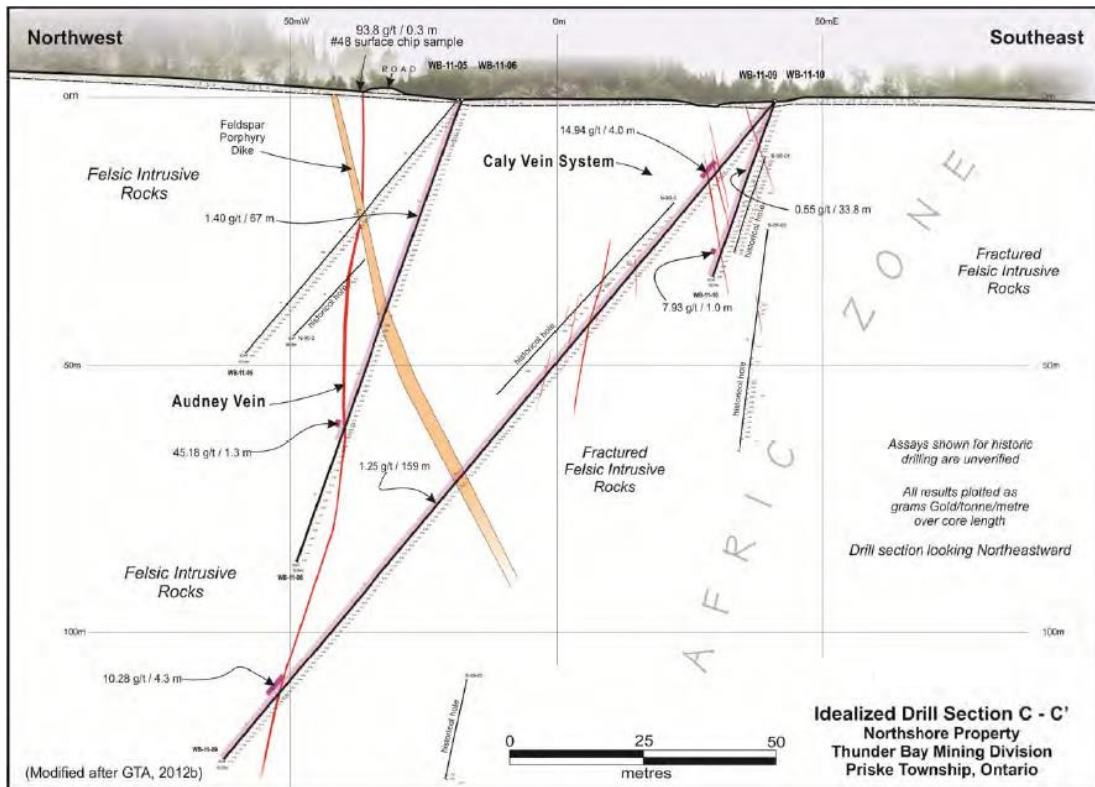 50mW
0m
50mE
Northwest
93.8 g/t / 0.3 m
#48 surface chip sample
Southeast
ROAD
WB-11-05
WB-11-06
WB-11-09
WB-11-10
0m
0m
Feldspar
Porphyry
Dike
14.94 g/t / 4.0 m
Caly Vein System
Felsic Intrusive
Rocks
0.55 g/t / 33.8 m
1.40 g/t / 67 m
historical hole
Fractured
Felsic Intrusive
Rocks
historical hole
WB-11-10
7.93 g/t / 1.0 m
historical hole
WB-11-05
50m
50m
historical hole
Audney Vein
45.18 g/t / 1.3 m
1.25 g/t / 159 m
Fractured
Felsic Intrusive
Rocks
Assays shown for historic
drilling are unverified
All results plotted as
grams Gold/tonne/metre
over core length
Drill section looking Northeastward
AFRIC ZONE
Felsic Intrusive
Rocks
100m
100m
10.28 g/t / 4.3 m
historical hole
WB-11-09
Idealized Drill Section C - C'
Northshore Property
Thunder Bay Mining Division
Priske Township, Ontario
0
25
50
metres
(Modified after GTA, 2012b)